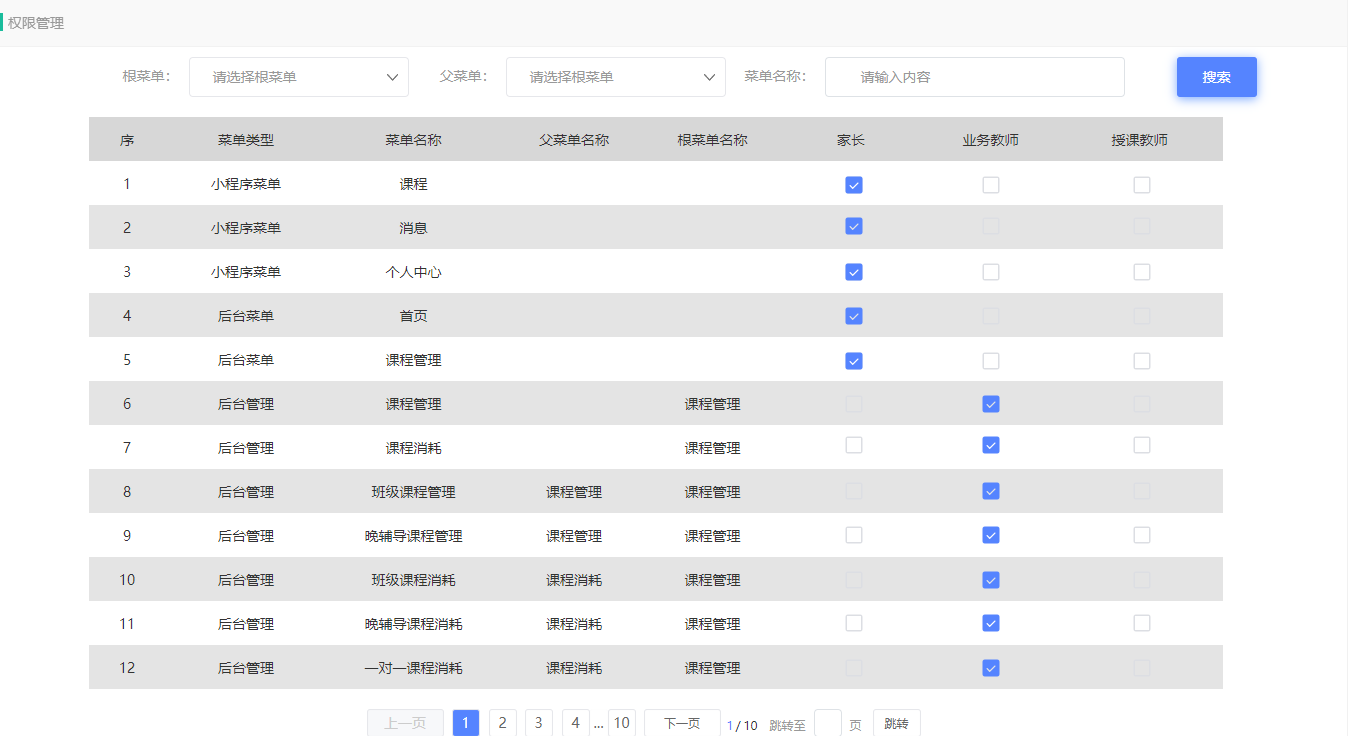 权限管理
根菜单： 请选择根菜单 父菜单： 请选择根菜单 菜单名称： 请输入内容 搜索
序 菜单类型 菜单名称 父菜单名称 根菜单名称 家长 业务教师 授课教师
1 小程序菜单 课程
2 小程序菜单 消息
3 小程序菜单 个人中心
4 后台菜单 首页
5 后台菜单 课程管理
6 后台管理 课程管理 课程管理
7 后台管理 课程消耗 课程管理
8 后台管理 班级课程管理 课程管理 课程管理
9 后台管理 晚辅导课程管理 课程管理 课程管理
10 后台管理 班级课程消耗 课程消耗 课程管理
11 后台管理 晚辅导课程消耗 课程消耗 课程管理
12 后台管理 一对一课程消耗 课程消耗 课程管理
上一页 1 2 3 4 ... 10 下一页 1 / 10 跳转至 页 跳转